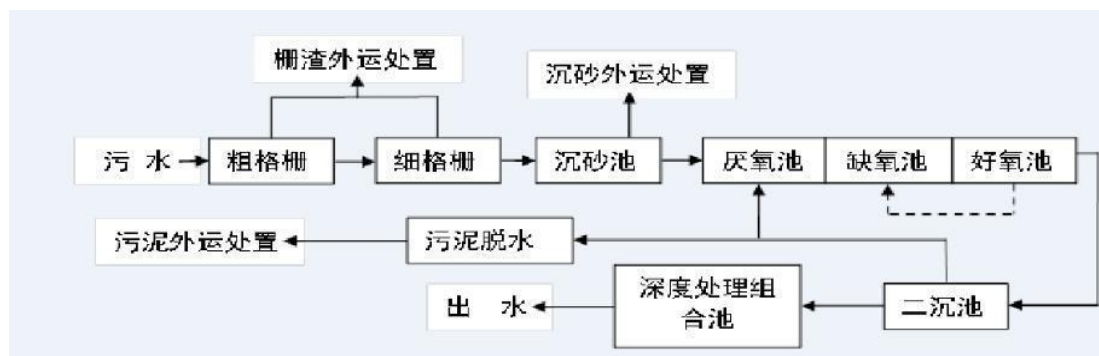 栅渣外运处置
沉砂外运处置
污 水
粗格栅
细格栅
沉砂池
厌氧池
缺氧池
好氧池
污泥外运处置
污泥脱水
出 水
深度处理组
合池
二沉池